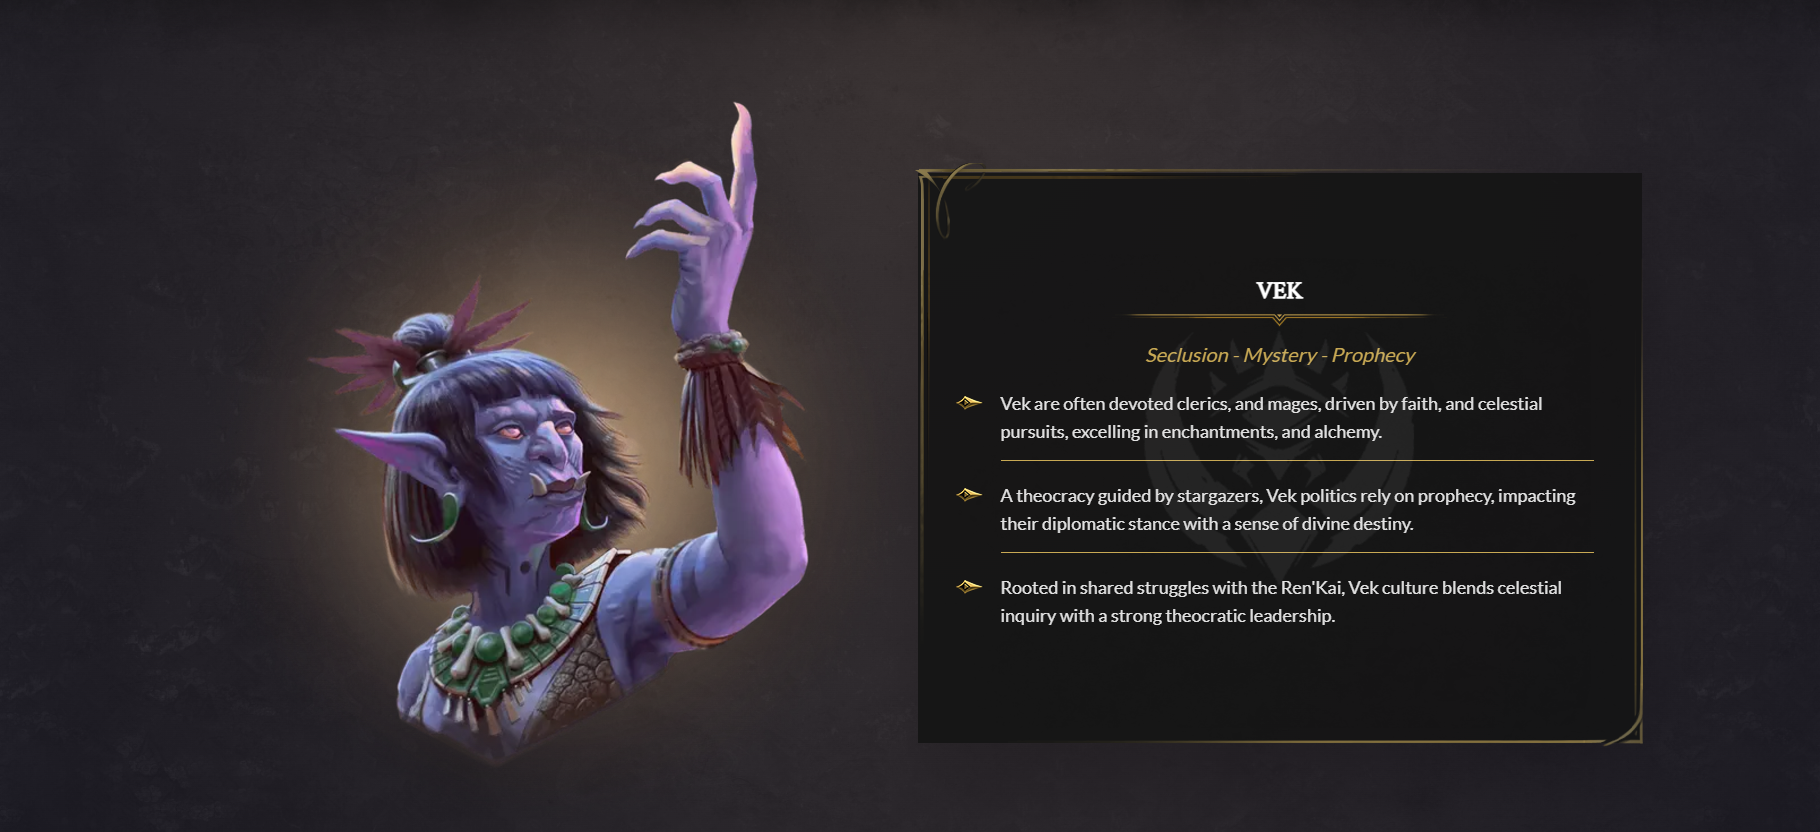 VEK
Seclusion - Mystery - Prophecy
Vek are often devoted clerics, and mages, driven by faith, and celestial
pursuits, excelling in enchantments, and alchemy.
A theocracy guided by stargazers, Vek politics rely on prophecy, impacting
their diplomatic stance with a sense of divine destiny.
Rooted in shared struggles with the Ren'Kai, Vek culture blends celestial
inquiry with a strong theocratic leadership.